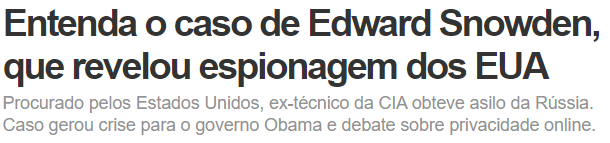 Entenda o caso de Edward Snowden,
que revelou espionagem dos EUA
Procurado pelos Estados Unidos, ex-técnico da CIA obteve asilo da Rússia.
Caso gerou crise para o governo Obama e debate sobre privacidade online.